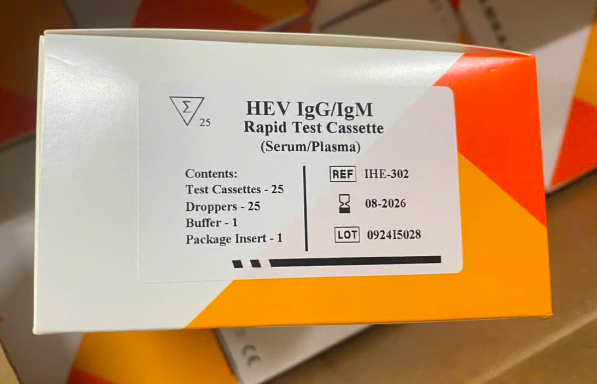 Σ 25
HEV IgG/IgM
Rapid Test Cassette
(Serum/Plasma)
Contents:
Test Cassettes - 25
Droppers - 25
Buffer - 1
Package Insert - 1
REF IHE-302
08-2026
LOT 092415028
CE